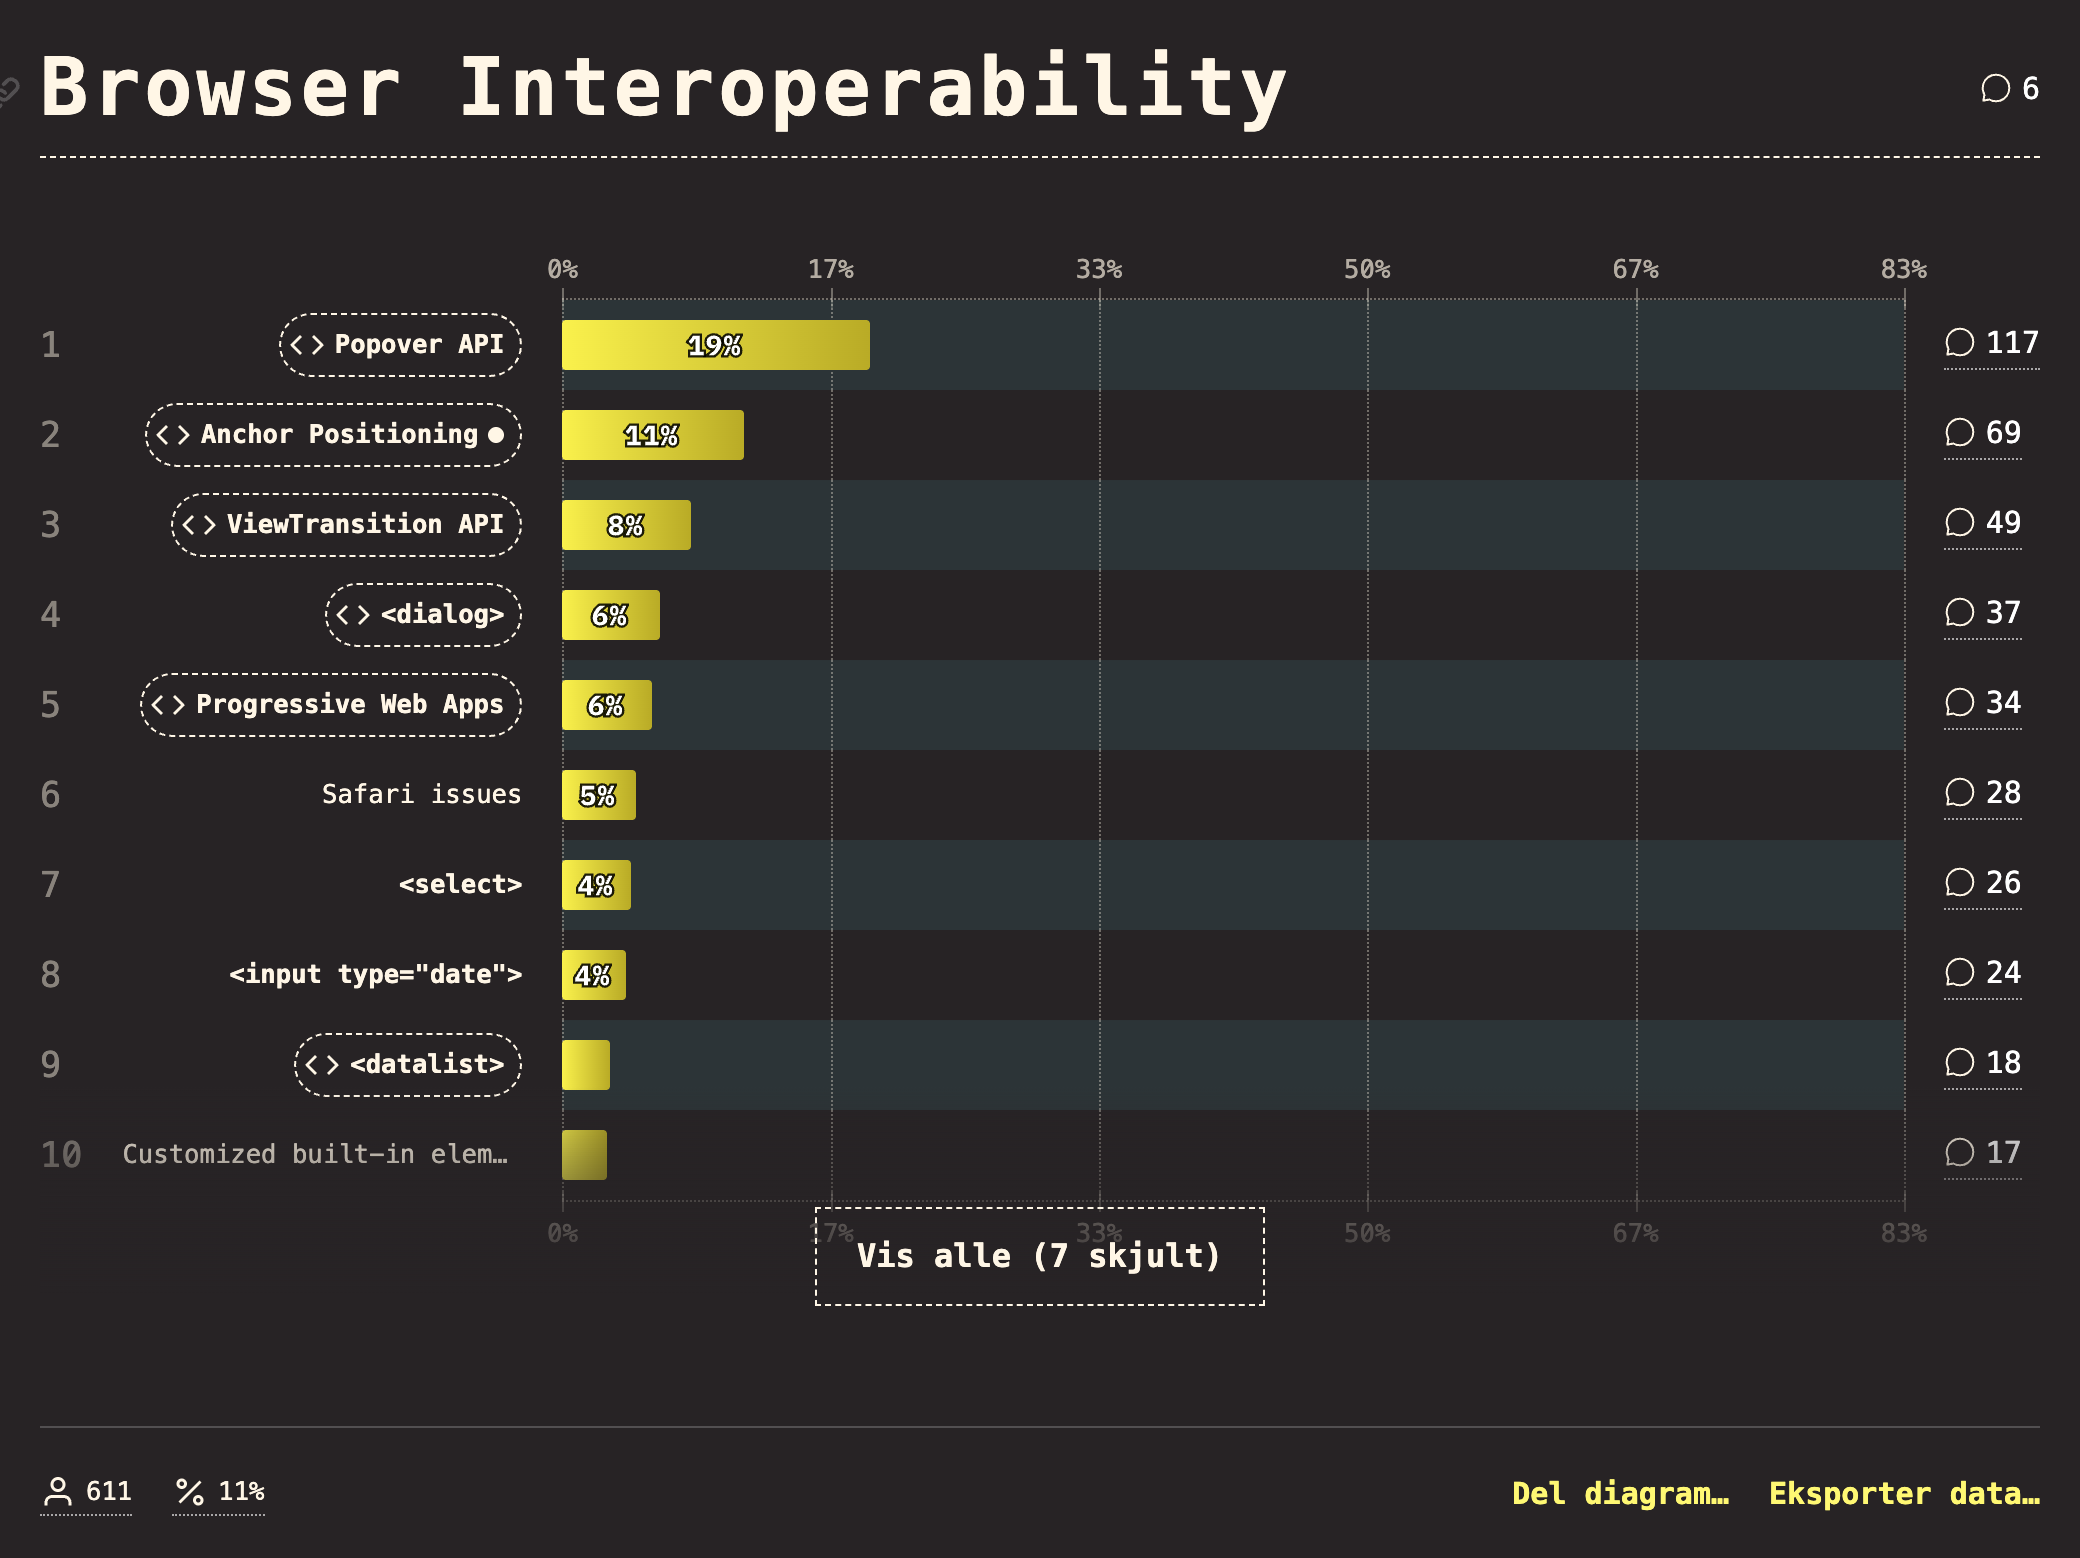 Browser Interoperability
6
0% 17% 33% 50% 67% 83%
1 <> Popover API 19% 117
2 <> Anchor Positioning 11% 69
3 <> ViewTransition API 8% 49
4 <> <dialog> 6% 37
5 <> Progressive Web Apps 6% 34
6 Safari issues 5% 28
7 <select> 4% 26
8 <input type="date"> 4% 24
9 <> <datalist> 18
10 Customized built-in elem… 17
0% 17% 33% 50% 67% 83%
Vis alle (7 skjult)
611 % 11% Del diagram… Eksporter data…